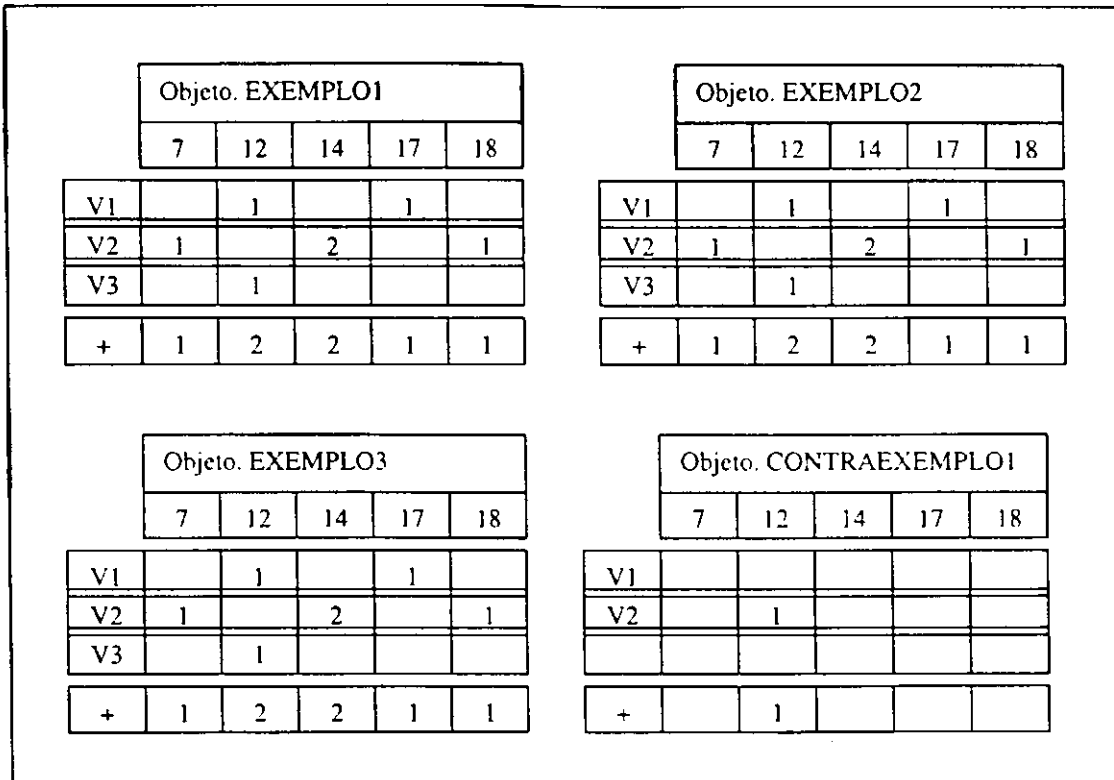 Objeto. EXEMPLO1
7 12 14 17 18
V1 1 1
V2 1 2 1
V3 1
+ 1 2 2 1 1
Objeto. EXEMPLO2
7 12 14 17 18
V1 1 1
V2 1 2 1
V3 1
+ 1 2 2 1 1
Objeto. EXEMPLO3
7 12 14 17 18
V1 1 1
V2 1 2 1
V3 1
+ 1 2 2 1 1
Objeto. CONTRAEXEMPLO1
7 12 14 17 18
V1
V2 1
+ 1